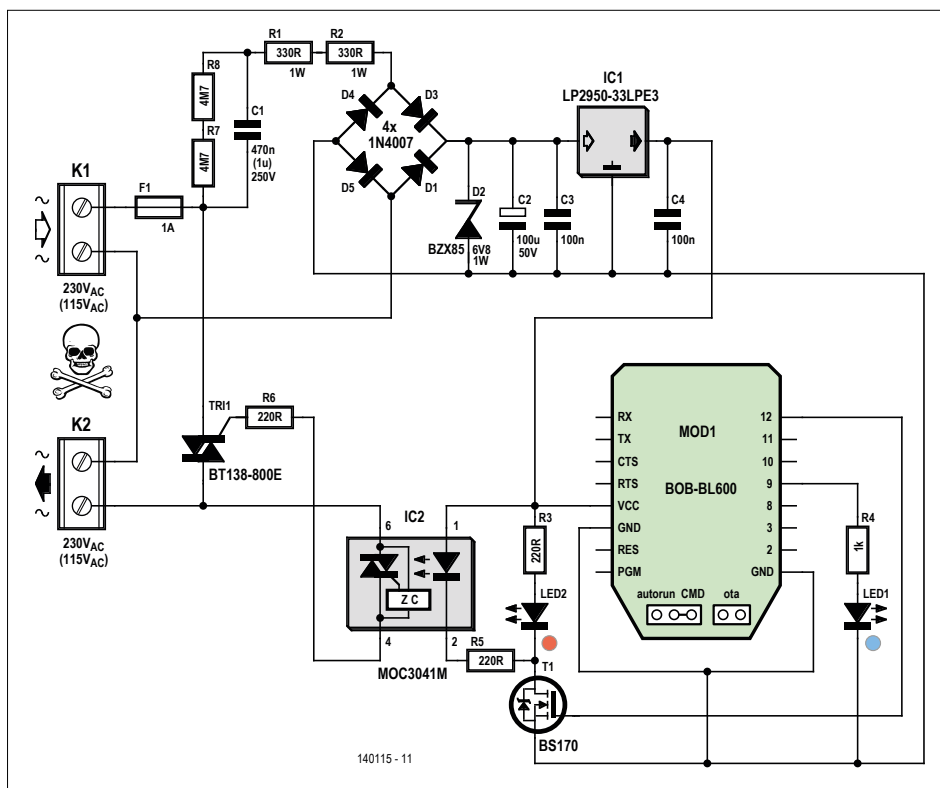 R1
R2
330R
330R
1W
1W
R8
4M7
R7
4M7
C1
470n
(1u)
250V
D4
D3
4x
1N4007
D5
D1
IC1
LP2950-33LPE3
K1
F1
1A
~
~
230VAC
(115VAC)
D2
BZX85
6V8
1W
C2
100u
50V
C3
100n
C4
100n
TRI1
R6
220R
BT138-800E
K2
~
~
230VAC
(115VAC)
IC2
6
1
Z C
4
2
MOC3041M
R5
220R
R3
220R
LED2
T1
BS170
MOD1
BOB-BL600
RX
TX
CTS
RTS
VCC
GND
RES
PGM
12
11
10
9
8
3
2
GND
autorun CMD
ota
R4
1k
LED1
140115 - 11